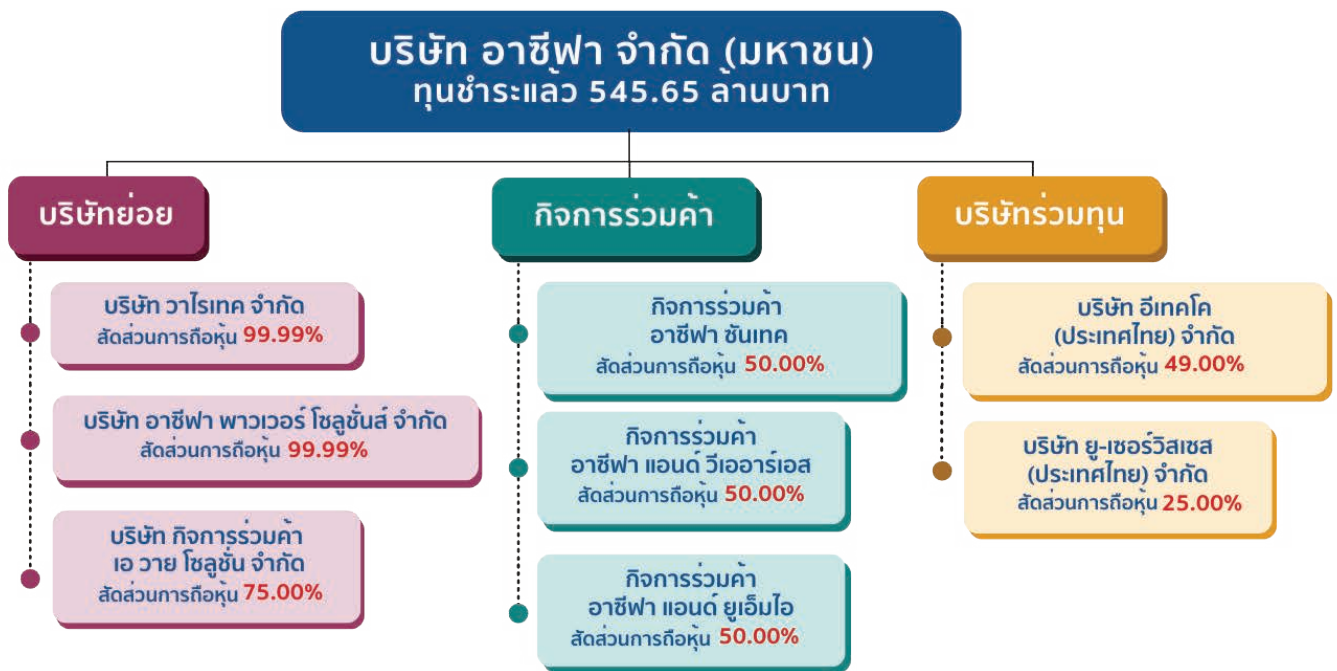 บริษัท อาซีฟา จำกัด (มหาชน)
ทุนชำระแล้ว 545.65 ล้านบาท
บริษัทย่อย
บริษัท วาไรเทค จำกัด
สัดส่วนการถือหุ้น 99.99%
บริษัท อาซีฟา พาวเวอร์ โซลูชั่นส์ จำกัด
สัดส่วนการถือหุ้น 99.99%
บริษัท กิจการร่วมค้า
เอ วาย โซลูชั่น จำกัด
สัดส่วนการถือหุ้น 75.00%
กิจการร่วมค้า
กิจการร่วมค้า
อาซีฟา ซันเทค
สัดส่วนการถือหุ้น 50.00%
กิจการร่วมค้า
อาซีฟา แอนด์ วีเออาร์เอส
สัดส่วนการถือหุ้น 50.00%
กิจการร่วมค้า
อาซีฟา แอนด์ ยูเอ็มไอ
สัดส่วนการถือหุ้น 50.00%
บริษัทร่วมทุน
บริษัท อีเทคโค
(ประเทศไทย) จำกัด
สัดส่วนการถือหุ้น 49.00%
บริษัท ยู-เซอร์วิสเซส
(ประเทศไทย) จำกัด
สัดส่วนการถือหุ้น 25.00%